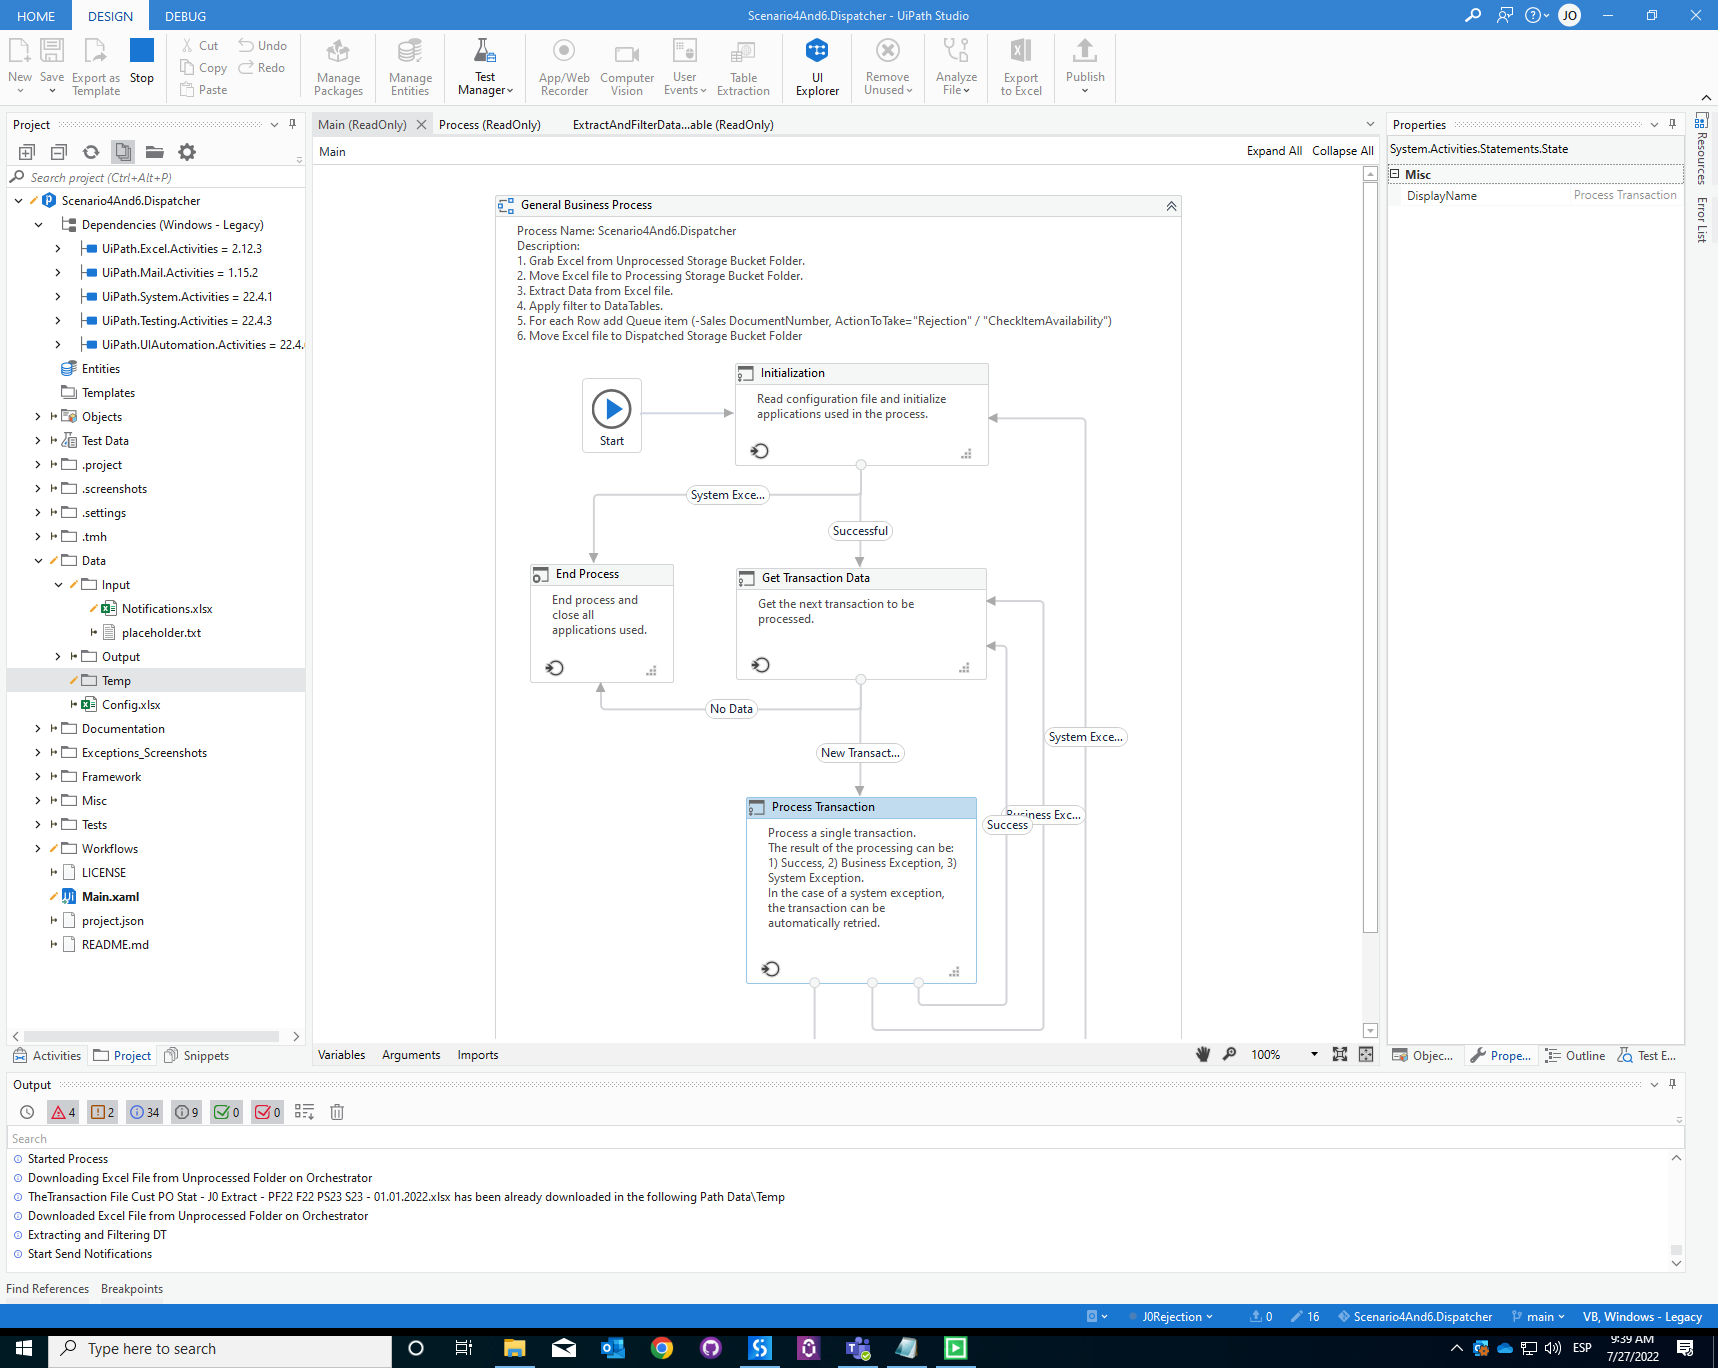 HOME
DESIGN
DEBUG
Scenario4And6.Dispatcher - UiPath Studio
JO
New
Save
Export as
Template
Stop
Cut
Copy
Paste
Undo
Redo
Manage
Packages
Manage
Entities
Test
Manager
App/Web
Recorder
Computer
Vision
User
Events
Table
Extraction
UI
Explorer
Remove
Unused
Analyze
File
Export
to Excel
Publish
Project
Search project (Ctrl+Alt+P)
Scenario4And6.Dispatcher
Dependencies (Windows - Legacy)
UiPath.Excel.Activities = 2.12.3
UiPath.Mail.Activities = 1.15.2
UiPath.System.Activities = 22.4.1
UiPath.Testing.Activities = 22.4.3
UiPath.UIAutomation.Activities = 22.4.
Entities
Templates
Objects
Test Data
.project
.screenshots
.settings
.tmh
Data
Input
Notifications.xlsx
placeholder.txt
Output
Temp
Config.xlsx
Documentation
Exceptions_Screenshots
Framework
Misc
Tests
Workflows
LICENSE
Main.xaml
project.json
README.md
Activities
Project
Snippets
Main (ReadOnly)
Process (ReadOnly)
ExtractAndFilterData...able (ReadOnly)
Main
Expand All
Collapse All
General Business Process
Process Name: Scenario4And6.Dispatcher
Description:
1. Grab Excel from Unprocessed Storage Bucket Folder.
2. Move Excel file to Processing Storage Bucket Folder.
3. Extract Data from Excel file.
4. Apply filter to DataTables.
5. For each Row add Queue item (-Sales DocumentNumber, ActionToTake="Rejection" / "CheckItemAvailability")
6. Move Excel file to Dispatched Storage Bucket Folder
Start
Initialization
Read configuration file and initialize
applications used in the process.
System Exce...
Successful
End Process
End process and
close all
applications used.
Get Transaction Data
Get the next transaction to be
processed.
No Data
New Transact...
System Exce...
Business Exc...
Success
Process Transaction
Process a single transaction.
The result of the processing can be:
1) Success, 2) Business Exception, 3)
System Exception.
In the case of a system exception,
the transaction can be
automatically retried.
Variables
Arguments
Imports
100%
Properties
System.Activities.Statements.State
Misc
DisplayName
Process Transaction
Objec...
Prope...
Outline
Test E...
Resources
Error List
Output
4
2
34
9
0
0
Search
Started Process
Downloading Excel File from Unprocessed Folder on Orchestrator
TheTransaction File Cust PO Stat - J0 Extract - PF22 F22 PS23 S23 - 01.01.2022.xlsx has been already downloaded in the following Path Data\Temp
Downloaded Excel File from Unprocessed Folder on Orchestrator
Extracting and Filtering DT
Start Send Notifications
Find References
Breakpoints
J0Rejection
0
16
Scenario4And6.Dispatcher
main
VB, Windows - Legacy
Type here to search
ESP
9:39 AM
7/27/2022